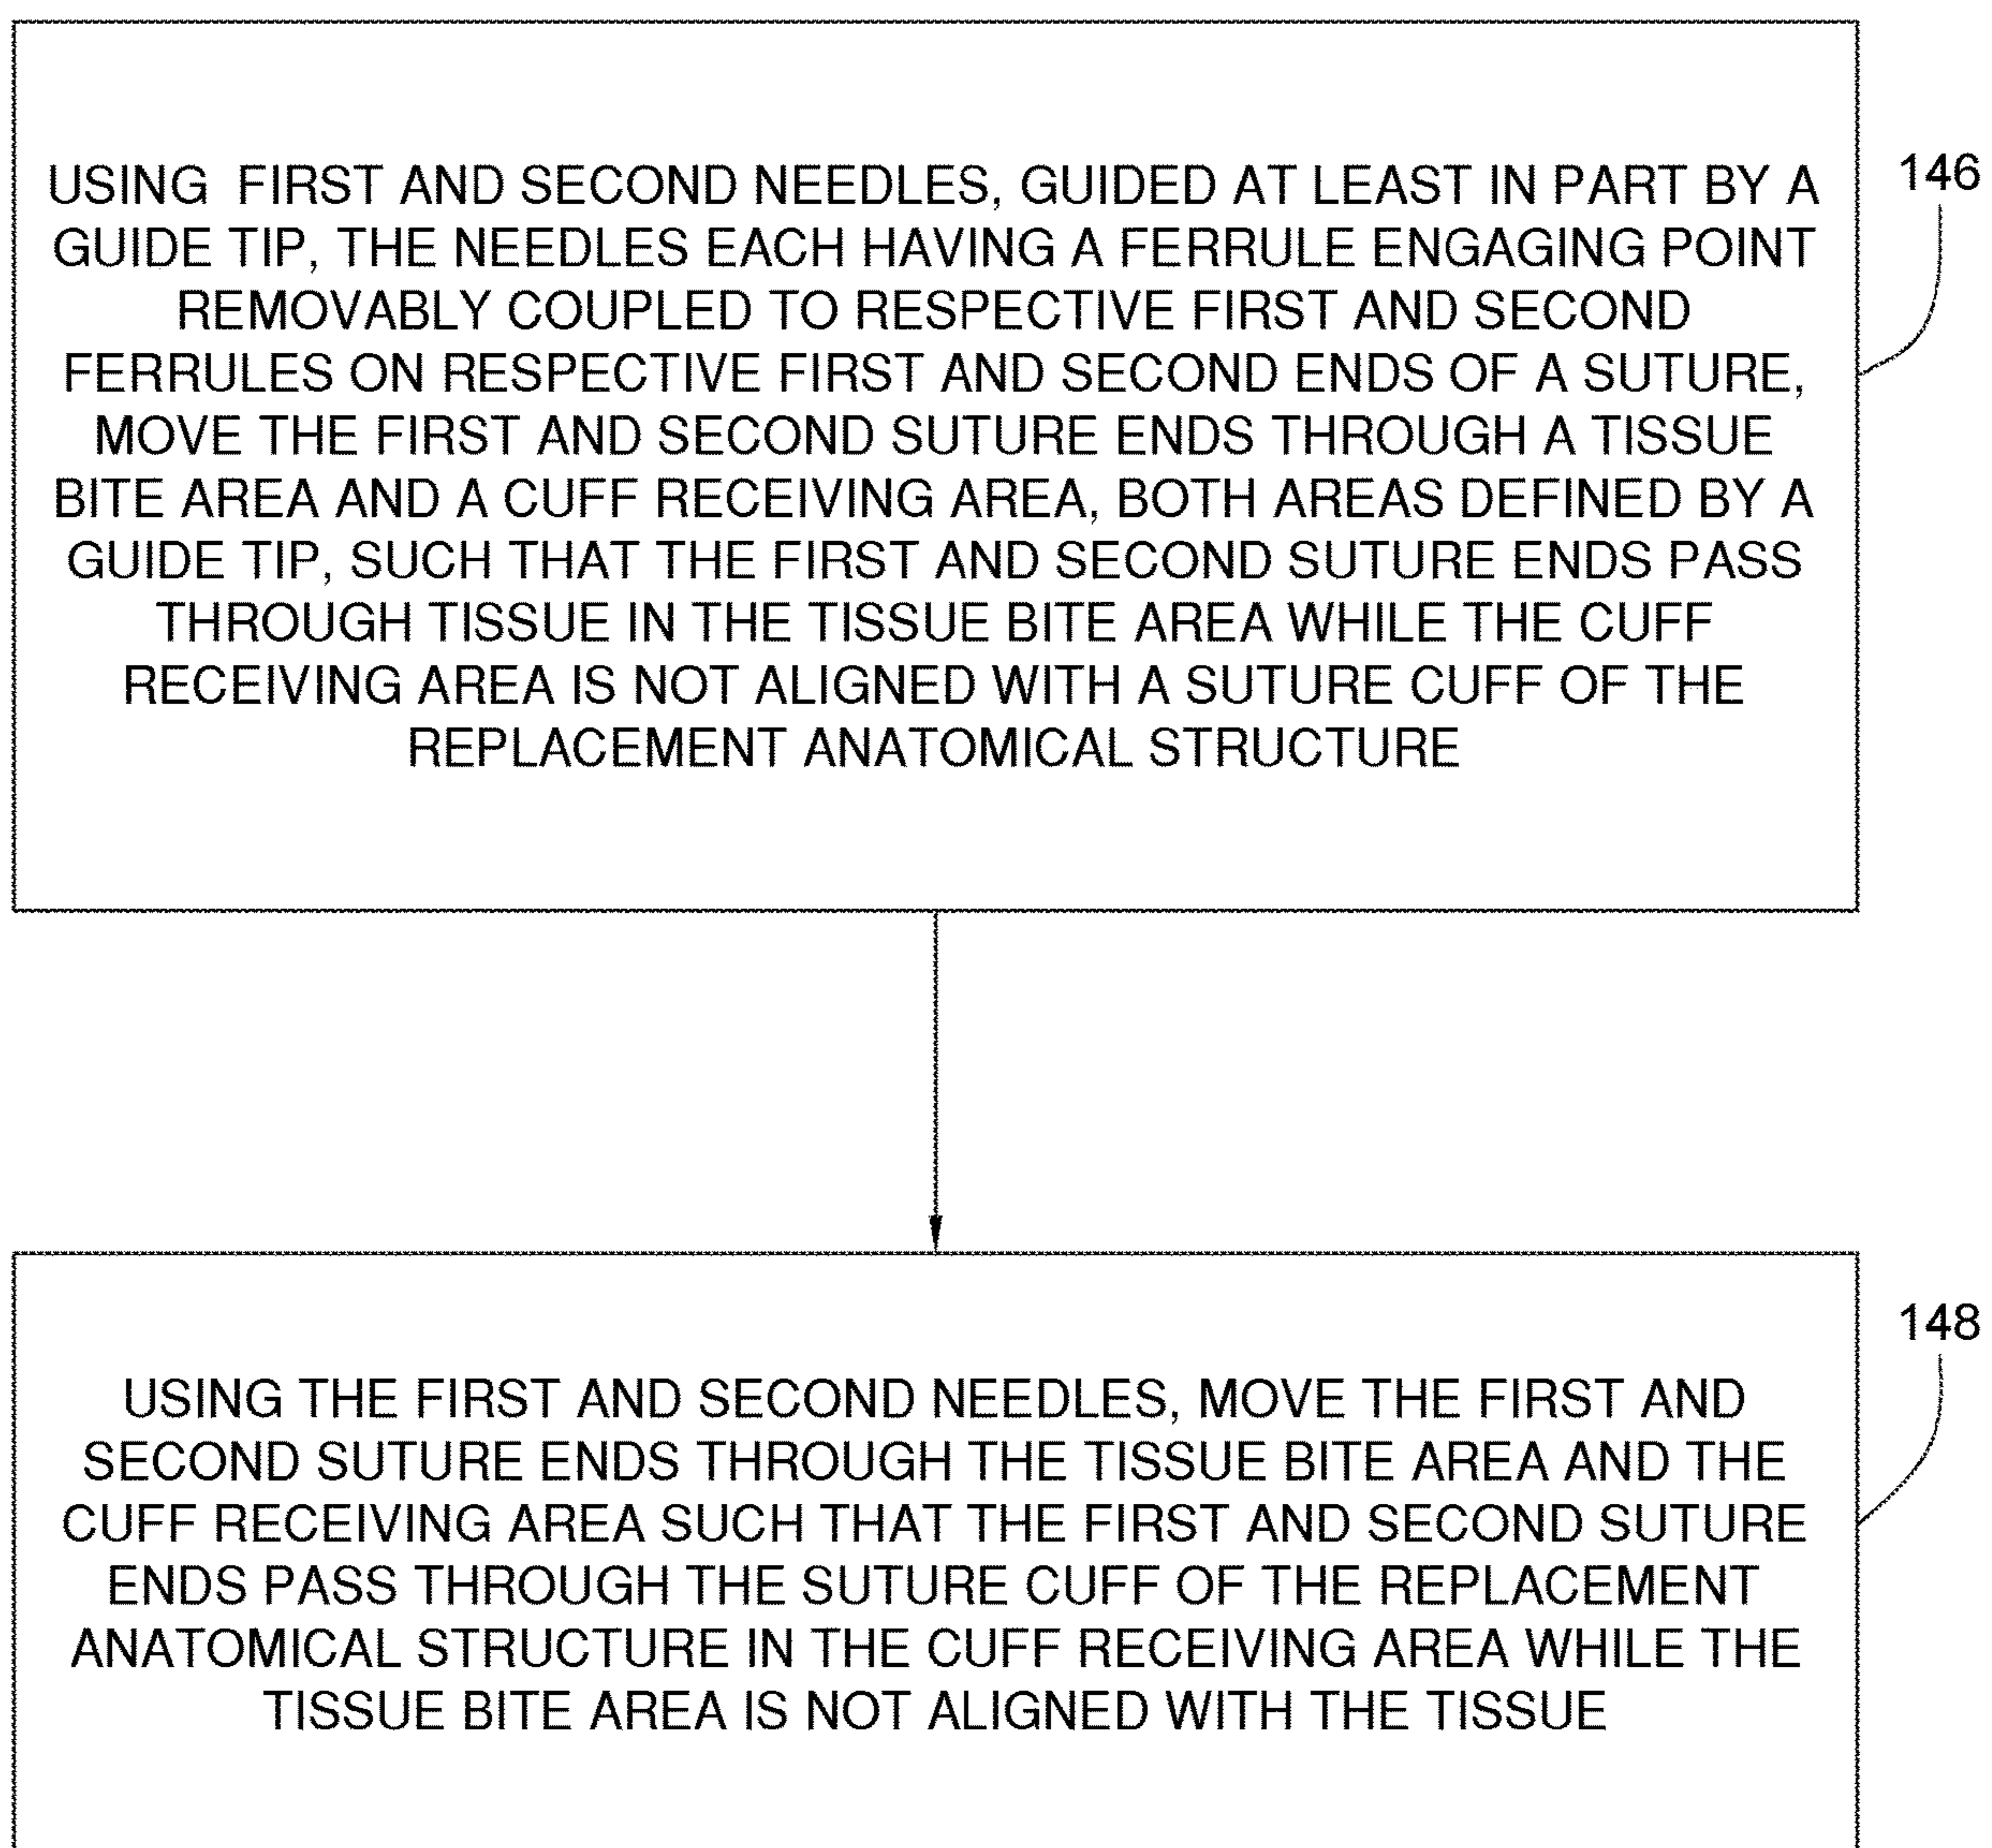 USING FIRST AND SECOND NEEDLES, GUIDED AT LEAST IN PART BY A
GUIDE TIP, THE NEEDLES EACH HAVING A FERRULE ENGAGING POINT
REMOVABLY COUPLED TO RESPECTIVE FIRST AND SECOND
FERRULES ON RESPECTIVE FIRST AND SECOND ENDS OF A SUTURE,
MOVE THE FIRST AND SECOND SUTURE ENDS THROUGH A TISSUE
BITE AREA AND A CUFF RECEIVING AREA, BOTH AREAS DEFINED BY A
GUIDE TIP, SUCH THAT THE FIRST AND SECOND SUTURE ENDS PASS
THROUGH TISSUE IN THE TISSUE BITE AREA WHILE THE CUFF
RECEIVING AREA IS NOT ALIGNED WITH A SUTURE CUFF OF THE
REPLACEMENT ANATOMICAL STRUCTURE
146
USING THE FIRST AND SECOND NEEDLES, MOVE THE FIRST AND
SECOND SUTURE ENDS THROUGH THE TISSUE BITE AREA AND THE
CUFF RECEIVING AREA SUCH THAT THE FIRST AND SECOND SUTURE
ENDS PASS THROUGH THE SUTURE CUFF OF THE REPLACEMENT
ANATOMICAL STRUCTURE IN THE CUFF RECEIVING AREA WHILE THE
TISSUE BITE AREA IS NOT ALIGNED WITH THE TISSUE
148